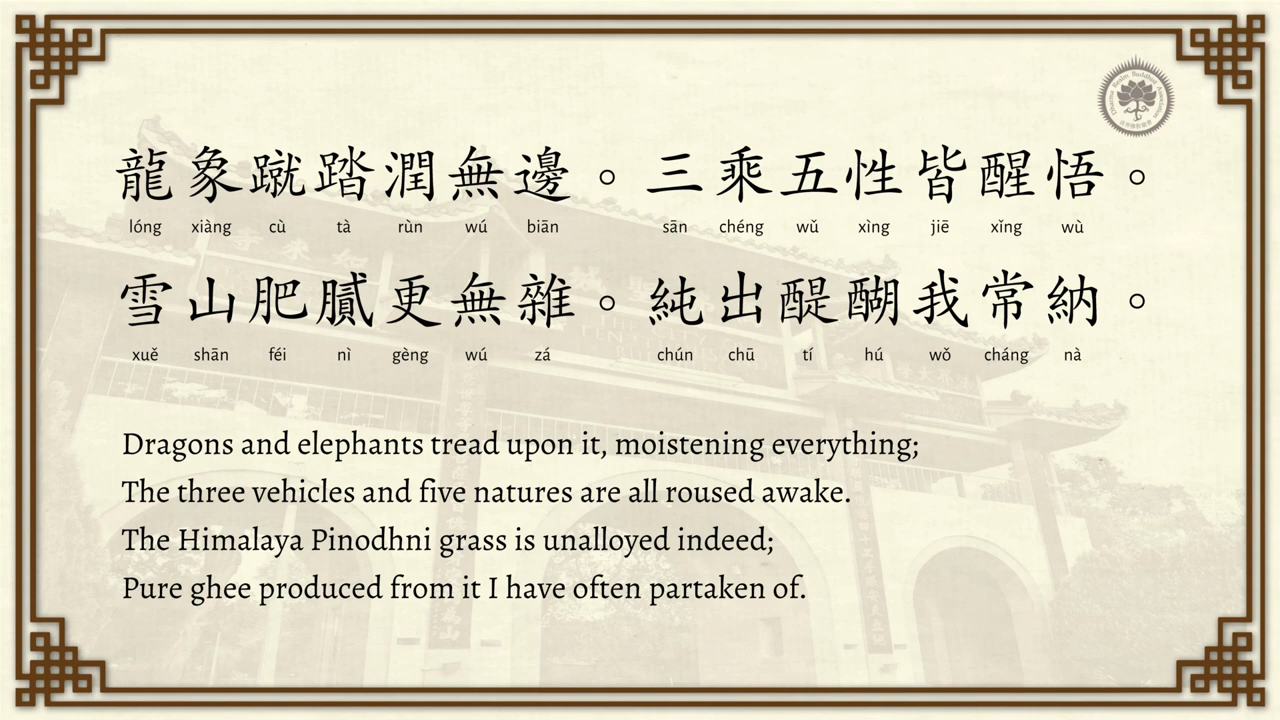 龍象蹴踏潤無邊。三乘五性皆醒悟。
lóng xiàng cù tà rùn wú biān sān chéng wǔ xìng jiē xǐng wù
雪山肥膩更無雜。純出醍醐我常納。
xuě shān féi nì gèng wú zá chún chū tí hú wǒ cháng nà
Dragons and elephants tread upon it, moistening everything;
The three vehicles and five natures are all roused awake.
The Himalaya Pinodhni grass is unalloyed indeed;
Pure ghee produced from it I have often partaken of.
Dharma Realm Buddhist Association